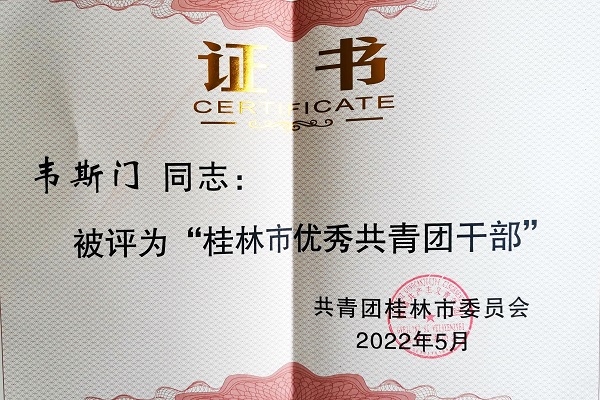 证书
CERTIFICATE
韦斯门 同志：
被评为“桂林市优秀共青团干部”
共青团桂林市委员会
2022年5月